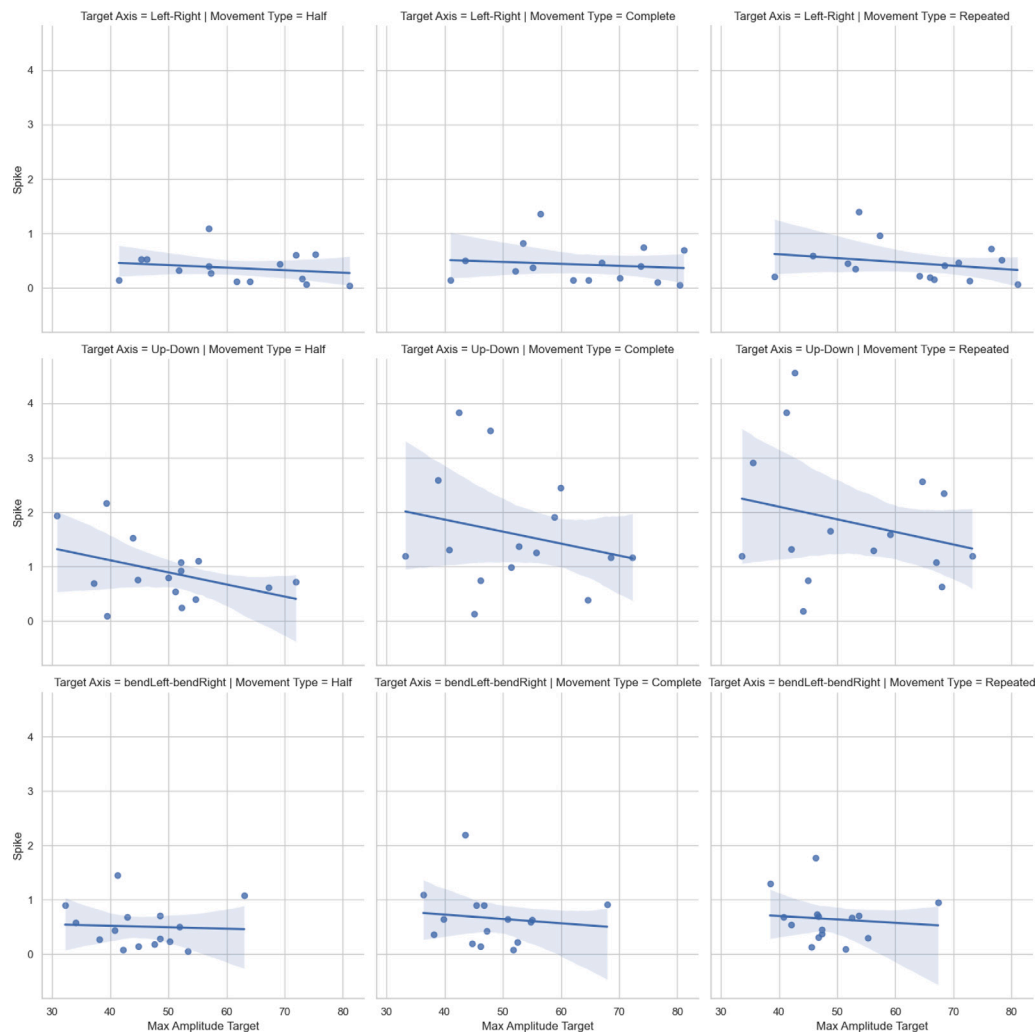 Target Axis = Left-Right | Movement Type = Half
Target Axis = Left-Right | Movement Type = Complete
Target Axis = Left-Right | Movement Type = Repeated
4
3
2
1
0
Spike
Target Axis = Up-Down | Movement Type = Half
Target Axis = Up-Down | Movement Type = Complete
Target Axis = Up-Down | Movement Type = Repeated
4
3
2
1
0
Spike
Target Axis = bendLeft-bendRight | Movement Type = Half
Target Axis = bendLeft-bendRight | Movement Type = Complete
Target Axis = bendLeft-bendRight | Movement Type = Repeated
4
3
2
1
0
Spike
30 40 50 60 70 80
30 40 50 60 70 80
30 40 50 60 70 80
Max Amplitude Target
Max Amplitude Target
Max Amplitude Target